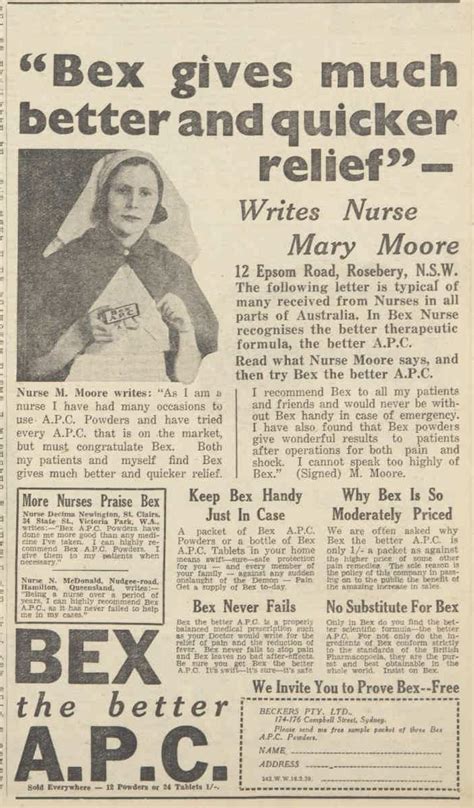 "Bex gives much
better and quicker
relief"—
Writes Nurse
Mary Moore
12 Epsom Road, Rosebery, N.S.W.
The following letter is typical of
many received from Nurses in all
parts of Australia. In Bex Nurse
recognises the better therapeutic
formula, the better A.P.C.
Read what Nurse Moore says, and
then try Bex the better A.P.C.
Nurse M. Moore writes: "As I am a
nurse I have had many occasions to
use A.P.C. Powders and have tried
every A.P.C. that is on the market,
but must congratulate Bex. Both
my patients and myself find Bex
gives much better and quicker relief.
I recommend Bex to all my patients
and friends and would never be with-
out Bex handy in case of emergency.
I have also found that Bex powders
give wonderful results to patients
after operations for both pain and
shock. I cannot speak too highly of
Bex." (Signed) M. Moore.
More Nurses Praise Bex
Nurse Decima Newington, St. Clairs,
34 State St., Victoria Park, W.A.,
writes:—"Bex A.P.C. Powders have
done me more good than any medi-
cine I've taken. I can highly re-
commend Bex A.P.C. Powders. I
give them to my patients when
necessary."
Nurse N. McDonald, Nudgee-road,
Hamilton, Queensland, writes:—
"Being a nurse over a period of
years, I can highly recommend Bex
A.P.C., as it has never failed to help
me in my cases."
Keep Bex Handy
Just in Case
A packet of Bex A.P.C.
Powders or a bottle of Bex
A.P.C. Tablets in your home
means swift—sure—safe protection
for you — and every member of
your family — against any sudden
onslaught of the Demon — Pain.
Get a supply of Bex to-day.
Why Bex Is So
Moderately Priced
We are often asked why
Bex the better A.P.C. is
only 1/- a packet as against
the higher price of some other
pain remedies. The sole reason is
the policy of this company in pass-
ing on to the public the benefit of
the amazing increase in sales.
Bex Never Fails
Bex the better A.P.C. is a properly
balanced medical prescription such
as your Doctor would write for the
relief of pain and the reduction of
fever. Bex never fails to stop pain
and Bex leaves no bad after-effects.
Be sure you get Bex the better
A.P.C. It's swift—it's sure—it's safe.
No Substitute For Bex
Only in Bex do you find the bet-
ter scientific formula—the better
A.P.C. For not only do the In-
gredients of Bex conform strictly
to the standards of the British
Pharmacopoeia, they are the pur-
est and best obtainable in the
whole world. Insist on Bex.
BEX
the better
A.P.C.
Sold Everywhere — 12 Powders or 24 Tablets 1/-.
We Invite You to Prove Bex--Free
BECKERS PTY. LTD.,
174-176 Campbell Street, Sydney.
Please send me free sample packet of three Bex
A.P.C. Powders.
NAME
ADDRESS